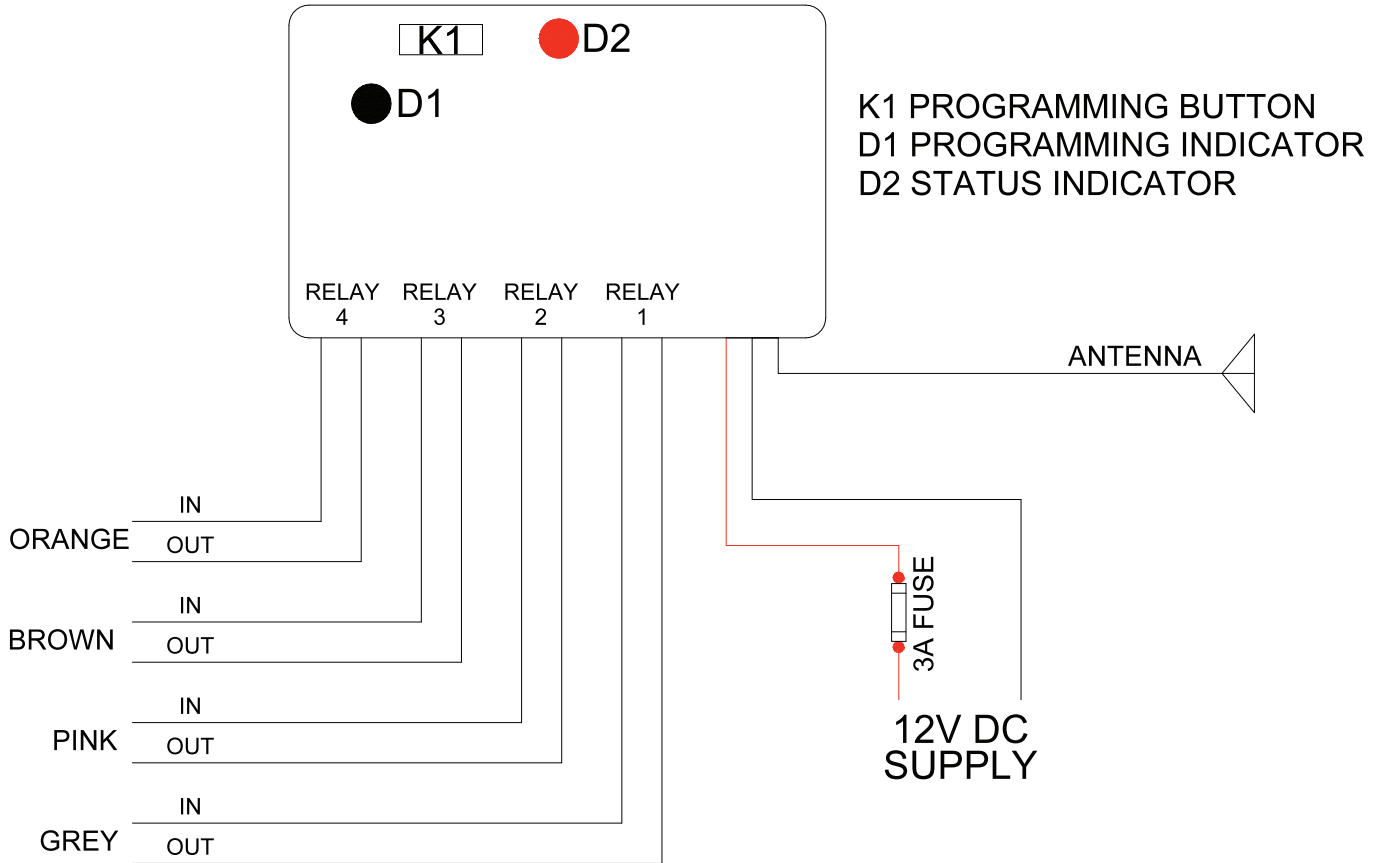 K1
D2
D1
K1 PROGRAMMING BUTTON
D1 PROGRAMMING INDICATOR
D2 STATUS INDICATOR
RELAY
4
RELAY
3
RELAY
2
RELAY
1
ANTENNA
IN
ORANGE
OUT
IN
BROWN
OUT
IN
PINK
OUT
IN
GREY
OUT
3A FUSE
12V DC
SUPPLY